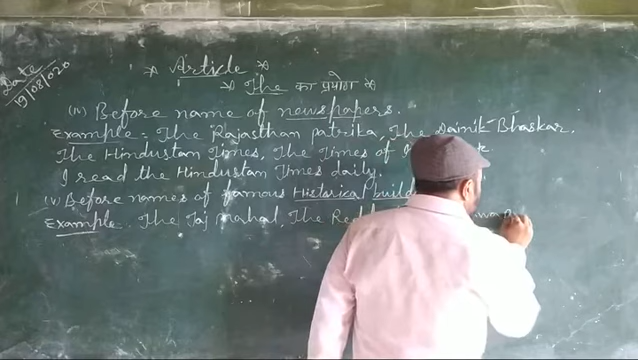 Date
19/08/020
* Article *
* The का प्रयोग *
(iv) Before name of newspapers.
Example = The Rajasthan patrika, The Dainik Bhaskar,
The Hindustan Times, The Times of
I read the Hindustan Times daily.
(v) Before names of famous Historical build
Example. The Taj Mahal, The Red